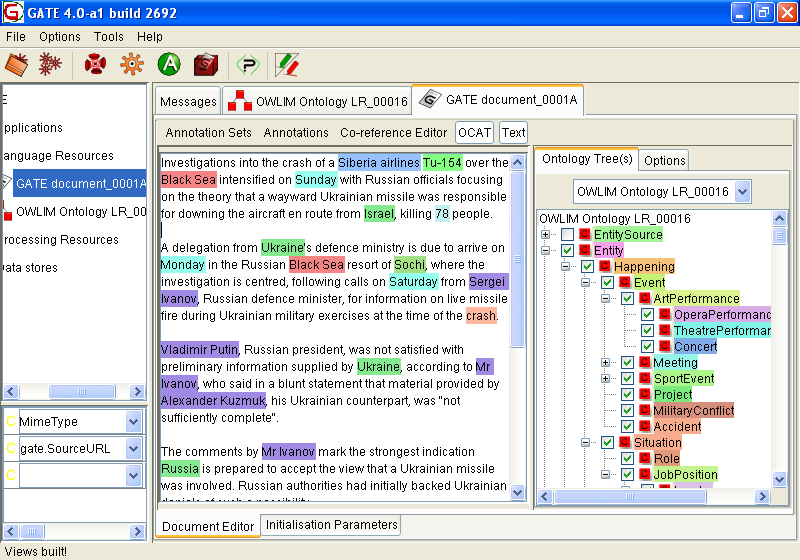 GATE 4.0-a1 build 2692
File Options Tools Help
Messages
OWLIM Ontology LR_00016
GATE document_0001A
E
pplications
anguage Resources
GATE document_0001A
OWLIM Ontology LR_00
rocessing Resources
ata stores
MimeType
gate.SourceURL
Annotation Sets Annotations Co-reference Editor OCAT Text
Investigations into the crash of a Siberia airlines Tu-154 over the
Black Sea intensified on Sunday with Russian officials focusing
on the theory that a wayward Ukrainian missile was responsible
for downing the aircraft en route from Israel, killing 78 people.
A delegation from Ukraine's defence ministry is due to arrive on
Monday in the Russian Black Sea resort of Sochi, where the
investigation is centred, following calls on Saturday from Sergei
Ivanov, Russian defence minister, for information on live missile
fire during Ukrainian military exercises at the time of the crash.
Vladimir Putin, Russian president, was not satisfied with
preliminary information supplied by Ukraine, according to Mr
Ivanov, who said in a blunt statement that material provided by
Alexander Kuzmuk, his Ukrainian counterpart, was "not
sufficiently complete".
The comments by Mr Ivanov mark the strongest indication
Russia is prepared to accept the view that a Ukrainian missile
was involved. Russian authorities had initially backed Ukrainian
Ontology Tree(s) Options
OWLIM Ontology LR_00016
OWLIM Ontology LR_00016
EntitySource
Entity
Happening
Event
ArtPerformance
OperaPerformanc
TheatrePerformar
Concert
Meeting
SportEvent
Project
MilitaryConflict
Accident
Situation
Role
JobPosition
Document Editor Initialisation Parameters
Views built!